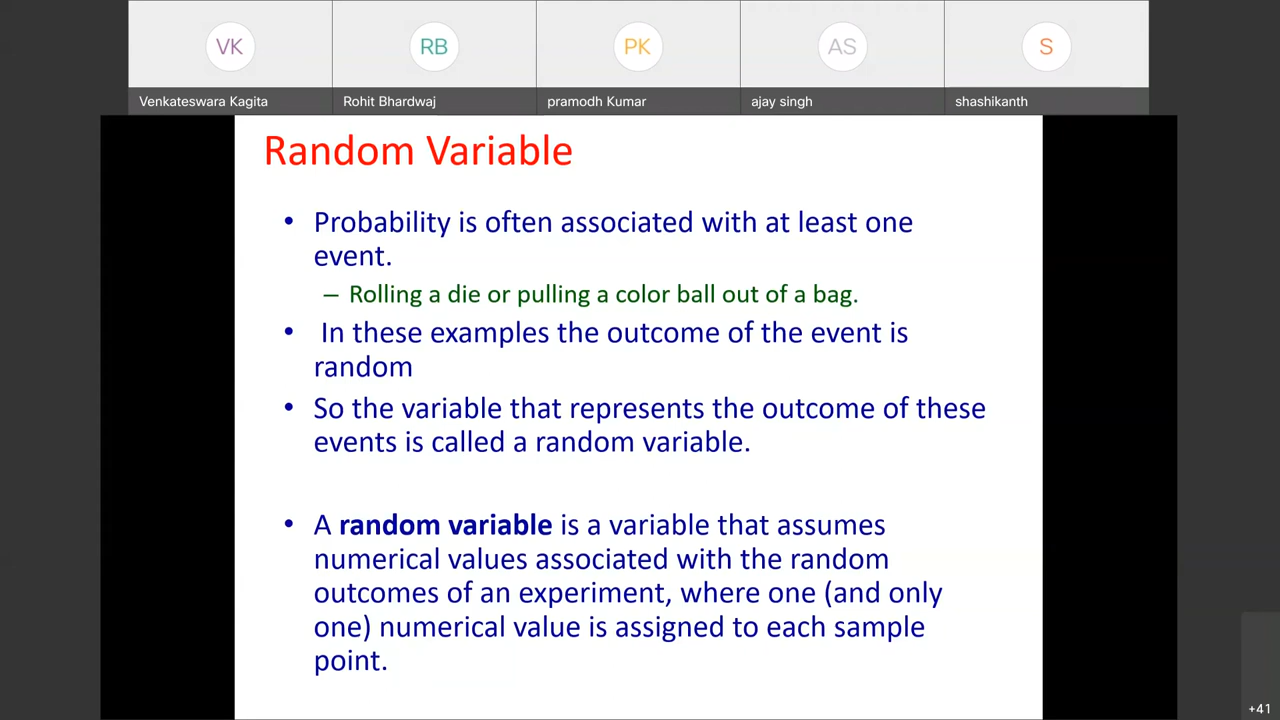 VK RB PK AS S
Venkateswara Kagita Rohit Bhardwaj pramodh Kumar ajay singh shashikanth
Random Variable
• Probability is often associated with at least one
event.
– Rolling a die or pulling a color ball out of a bag.
• In these examples the outcome of the event is
random
• So the variable that represents the outcome of these
events is called a random variable.
• A random variable is a variable that assumes
numerical values associated with the random
outcomes of an experiment, where one (and only
one) numerical value is assigned to each sample
point.
+41